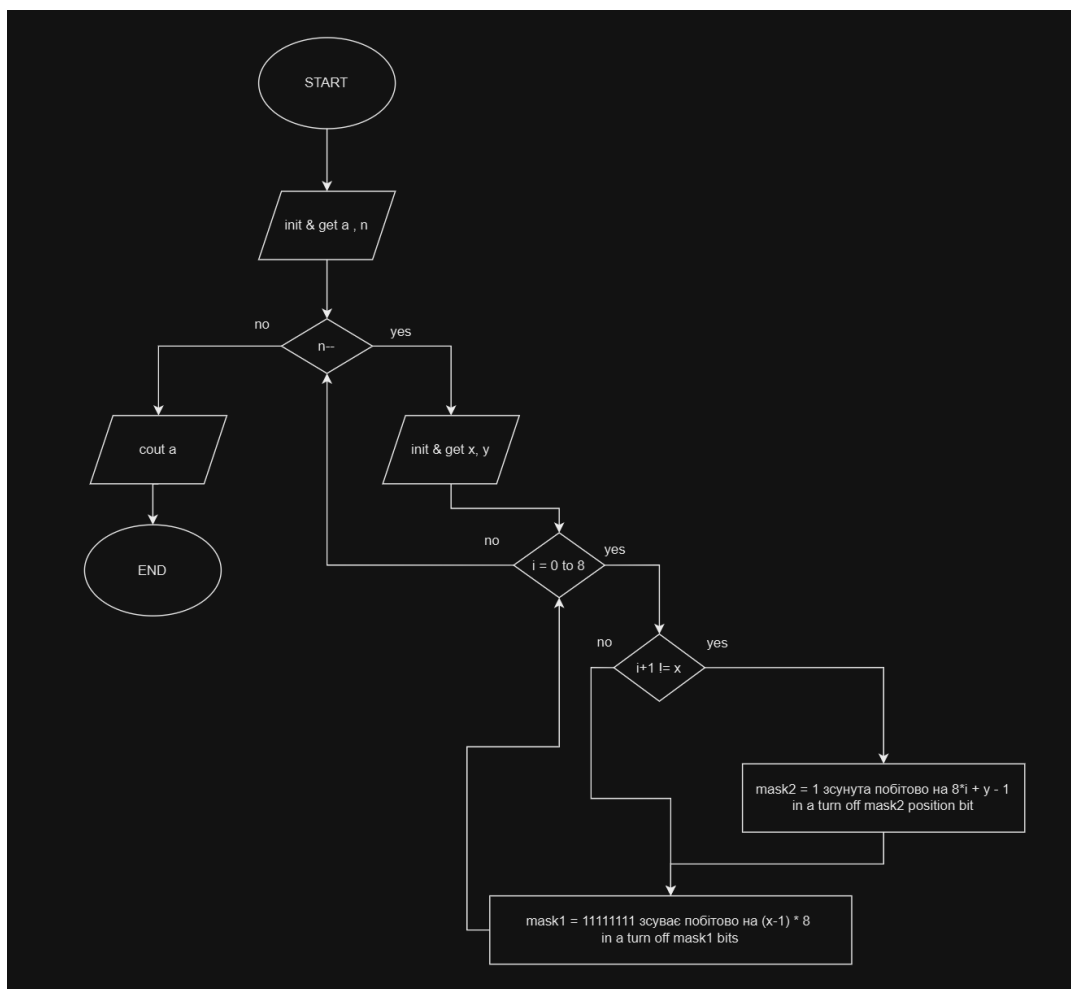 START
init & get a , n
no
yes
n--
cout a
init & get x, y
END
no
yes
i = 0 to 8
no
yes
i+1 != x
mask2 = 1 зсунута побітово на 8*i + y - 1
in a turn off mask2 position bit
mask1 = 11111111 зсуває побітово на (x-1) * 8
in a turn off mask1 bits